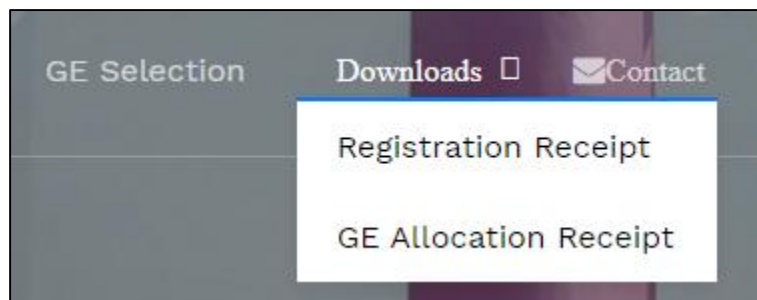 GE Selection Downloads Contact
Registration Receipt
GE Allocation Receipt